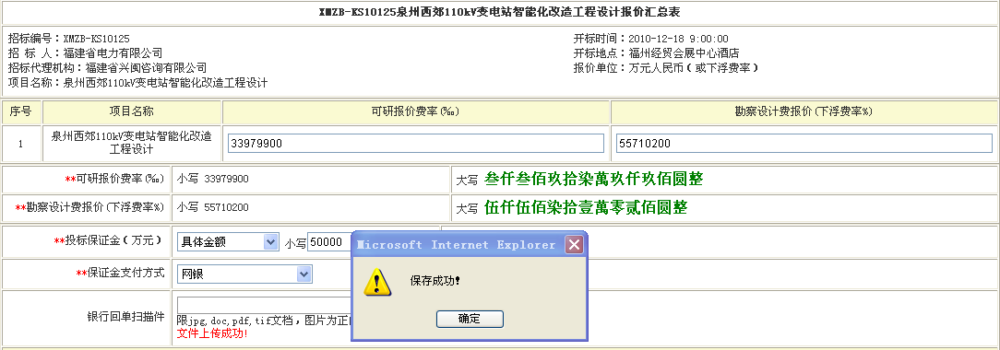 XMZB-KS10125泉州西郊110kV变电站智能化改造工程设计报价汇总表
招标编号：XMZB-KS10125
开标时间：2010-12-18 9:00:00
招 标 人：福建省电力有限公司
开标地点：福州经贸会展中心酒店
招标代理机构：福建省兴闽咨询有限公司
报价单位：万元人民币（或下浮费率）
项目名称：泉州西郊110kV变电站智能化改造工程设计
序号 项目名称 可研报价费率(‰) 勘察设计费报价(下浮费率%)
1 泉州西郊110kV变电站智能化改造
工程设计
33979900 55710200
**可研报价费率(‰) 小写 33979900 大写 叁仟叁佰玖拾柒萬玖仟玖佰圆整
**勘察设计费报价(下浮费率%) 小写 55710200 大写 伍仟伍佰柒拾壹萬零贰佰圆整
**投标保证金（万元） 具体金额 小写 50000
**保证金支付方式 网银
银行回单扫描件
限jpg,doc,pdf,tif文档，图片为正
文件上传成功!
Microsoft Internet Explorer
保存成功!
确定